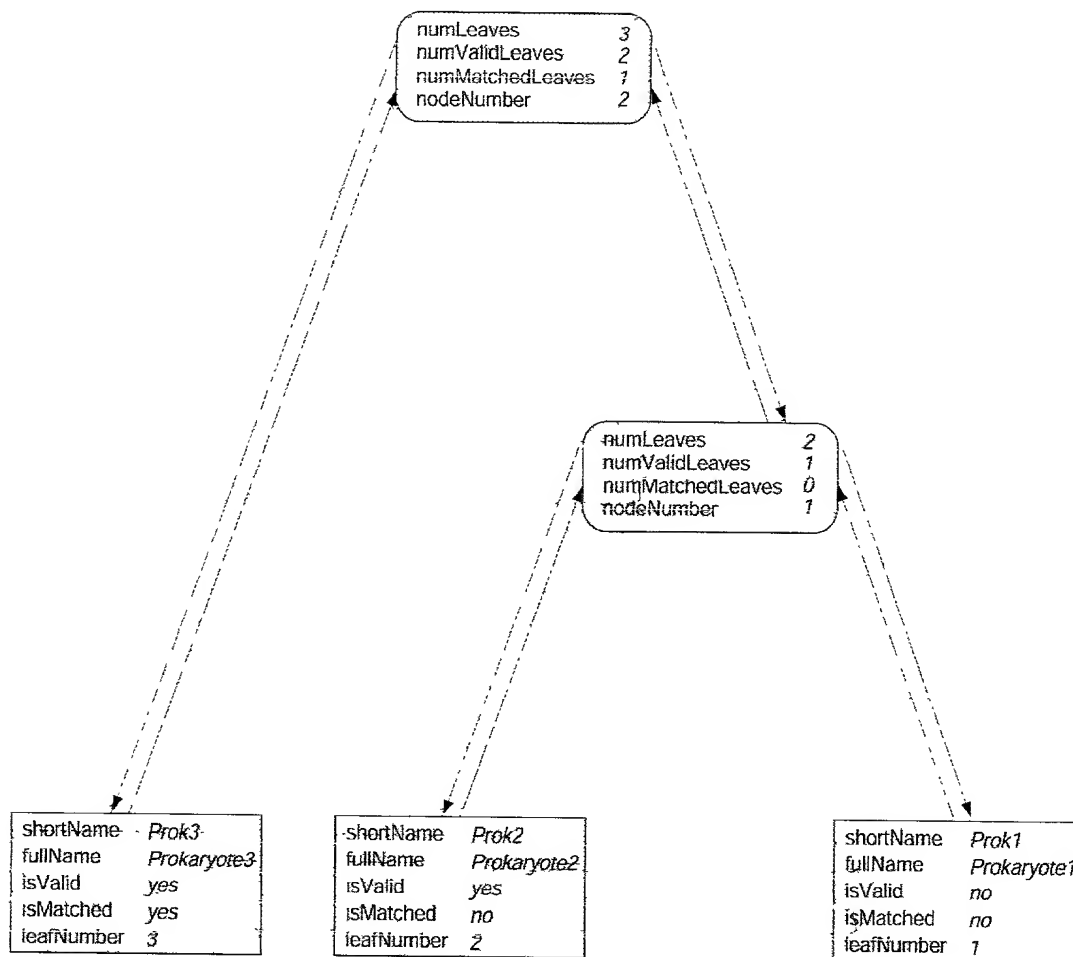 numLeaves 3
numValidLeaves 2
numMatchedLeaves 1
nodeNumber 2
numLeaves 2
numValidLeaves 1
numMatchedLeaves 0
nodeNumber 1
shortName Prok3
fullName Prokaryote3
isValid yes
isMatched yes
leafNumber 3
shortName Prok2
fullName Prokaryote2
isValid yes
isMatched no
leafNumber 2
shortName Prok1
fullName Prokaryote1
isValid no
isMatched no
leafNumber 1